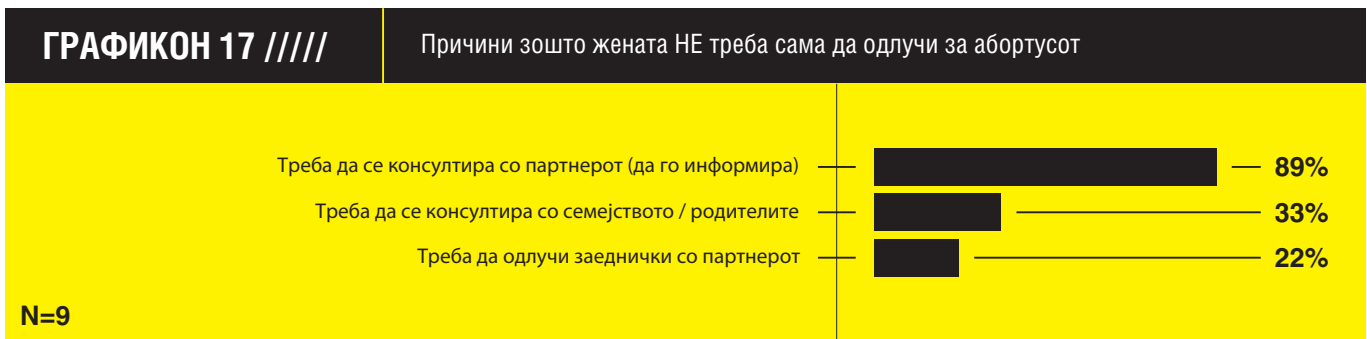 ГРАФИКОН 17 /////
Причини зошто жената НЕ треба сама да одлучи за абортусот
Треба да се консултира со партнерот (да го информира) 89%
Треба да се консултира со семејството / родителите 33%
Треба да одлучи заеднички со партнерот 22%
N=9